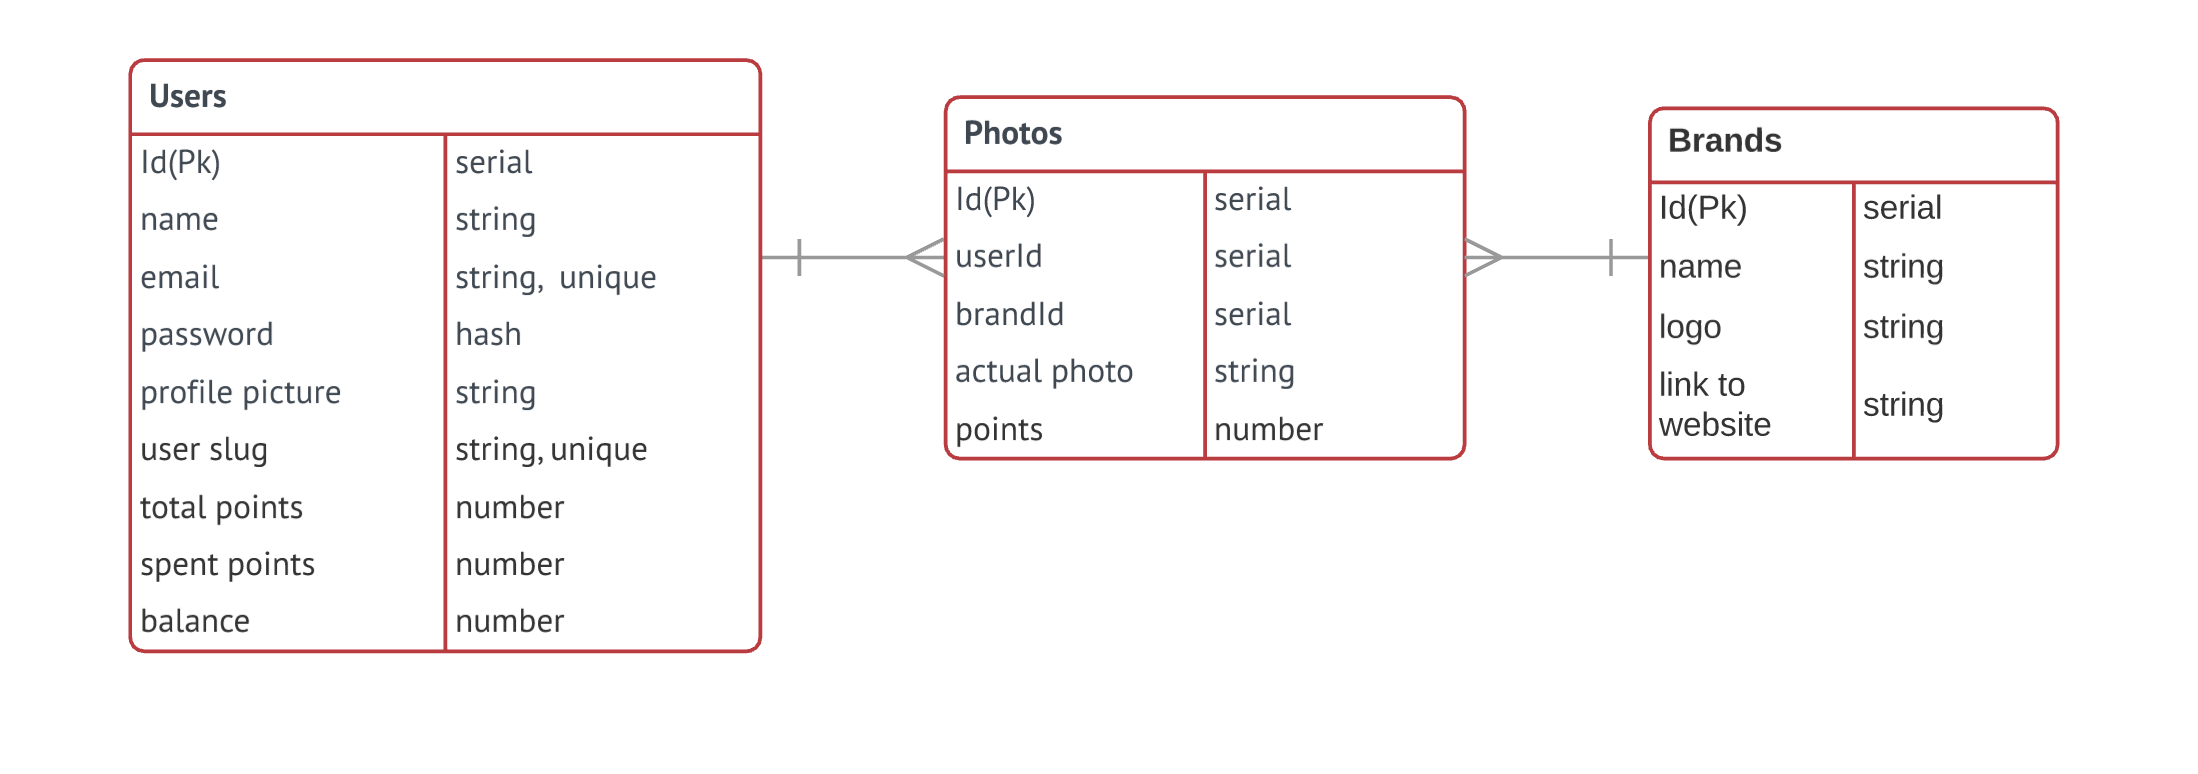 Users
Id(Pk) serial
name string
email string, unique
password hash
profile picture string
user slug string, unique
total points number
spent points number
balance number
Photos
Id(Pk) serial
userId serial
brandId serial
actual photo string
points number
Brands
Id(Pk) serial
name string
logo string
link to
website string